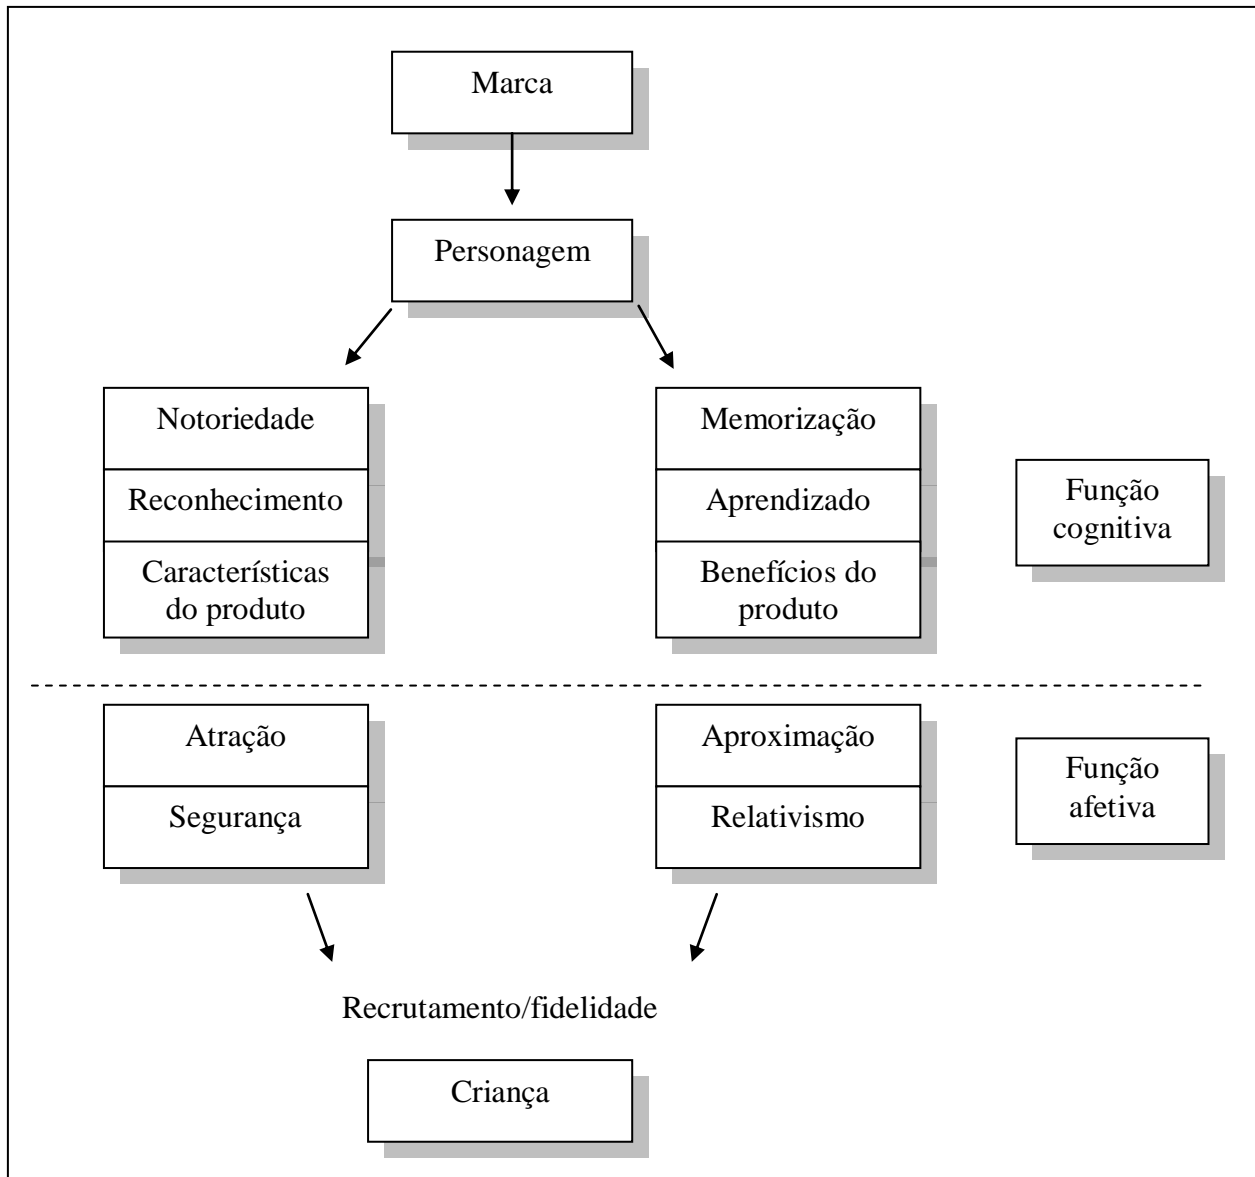 Marca
Personagem
Notoriedade
Reconhecimento
Características
do produto
Memorização
Aprendizado
Benefícios do
produto
Função
cognitiva
Atração
Segurança
Aproximação
Relativismo
Função
afetiva
Recrutamento/fidelidade
Criança